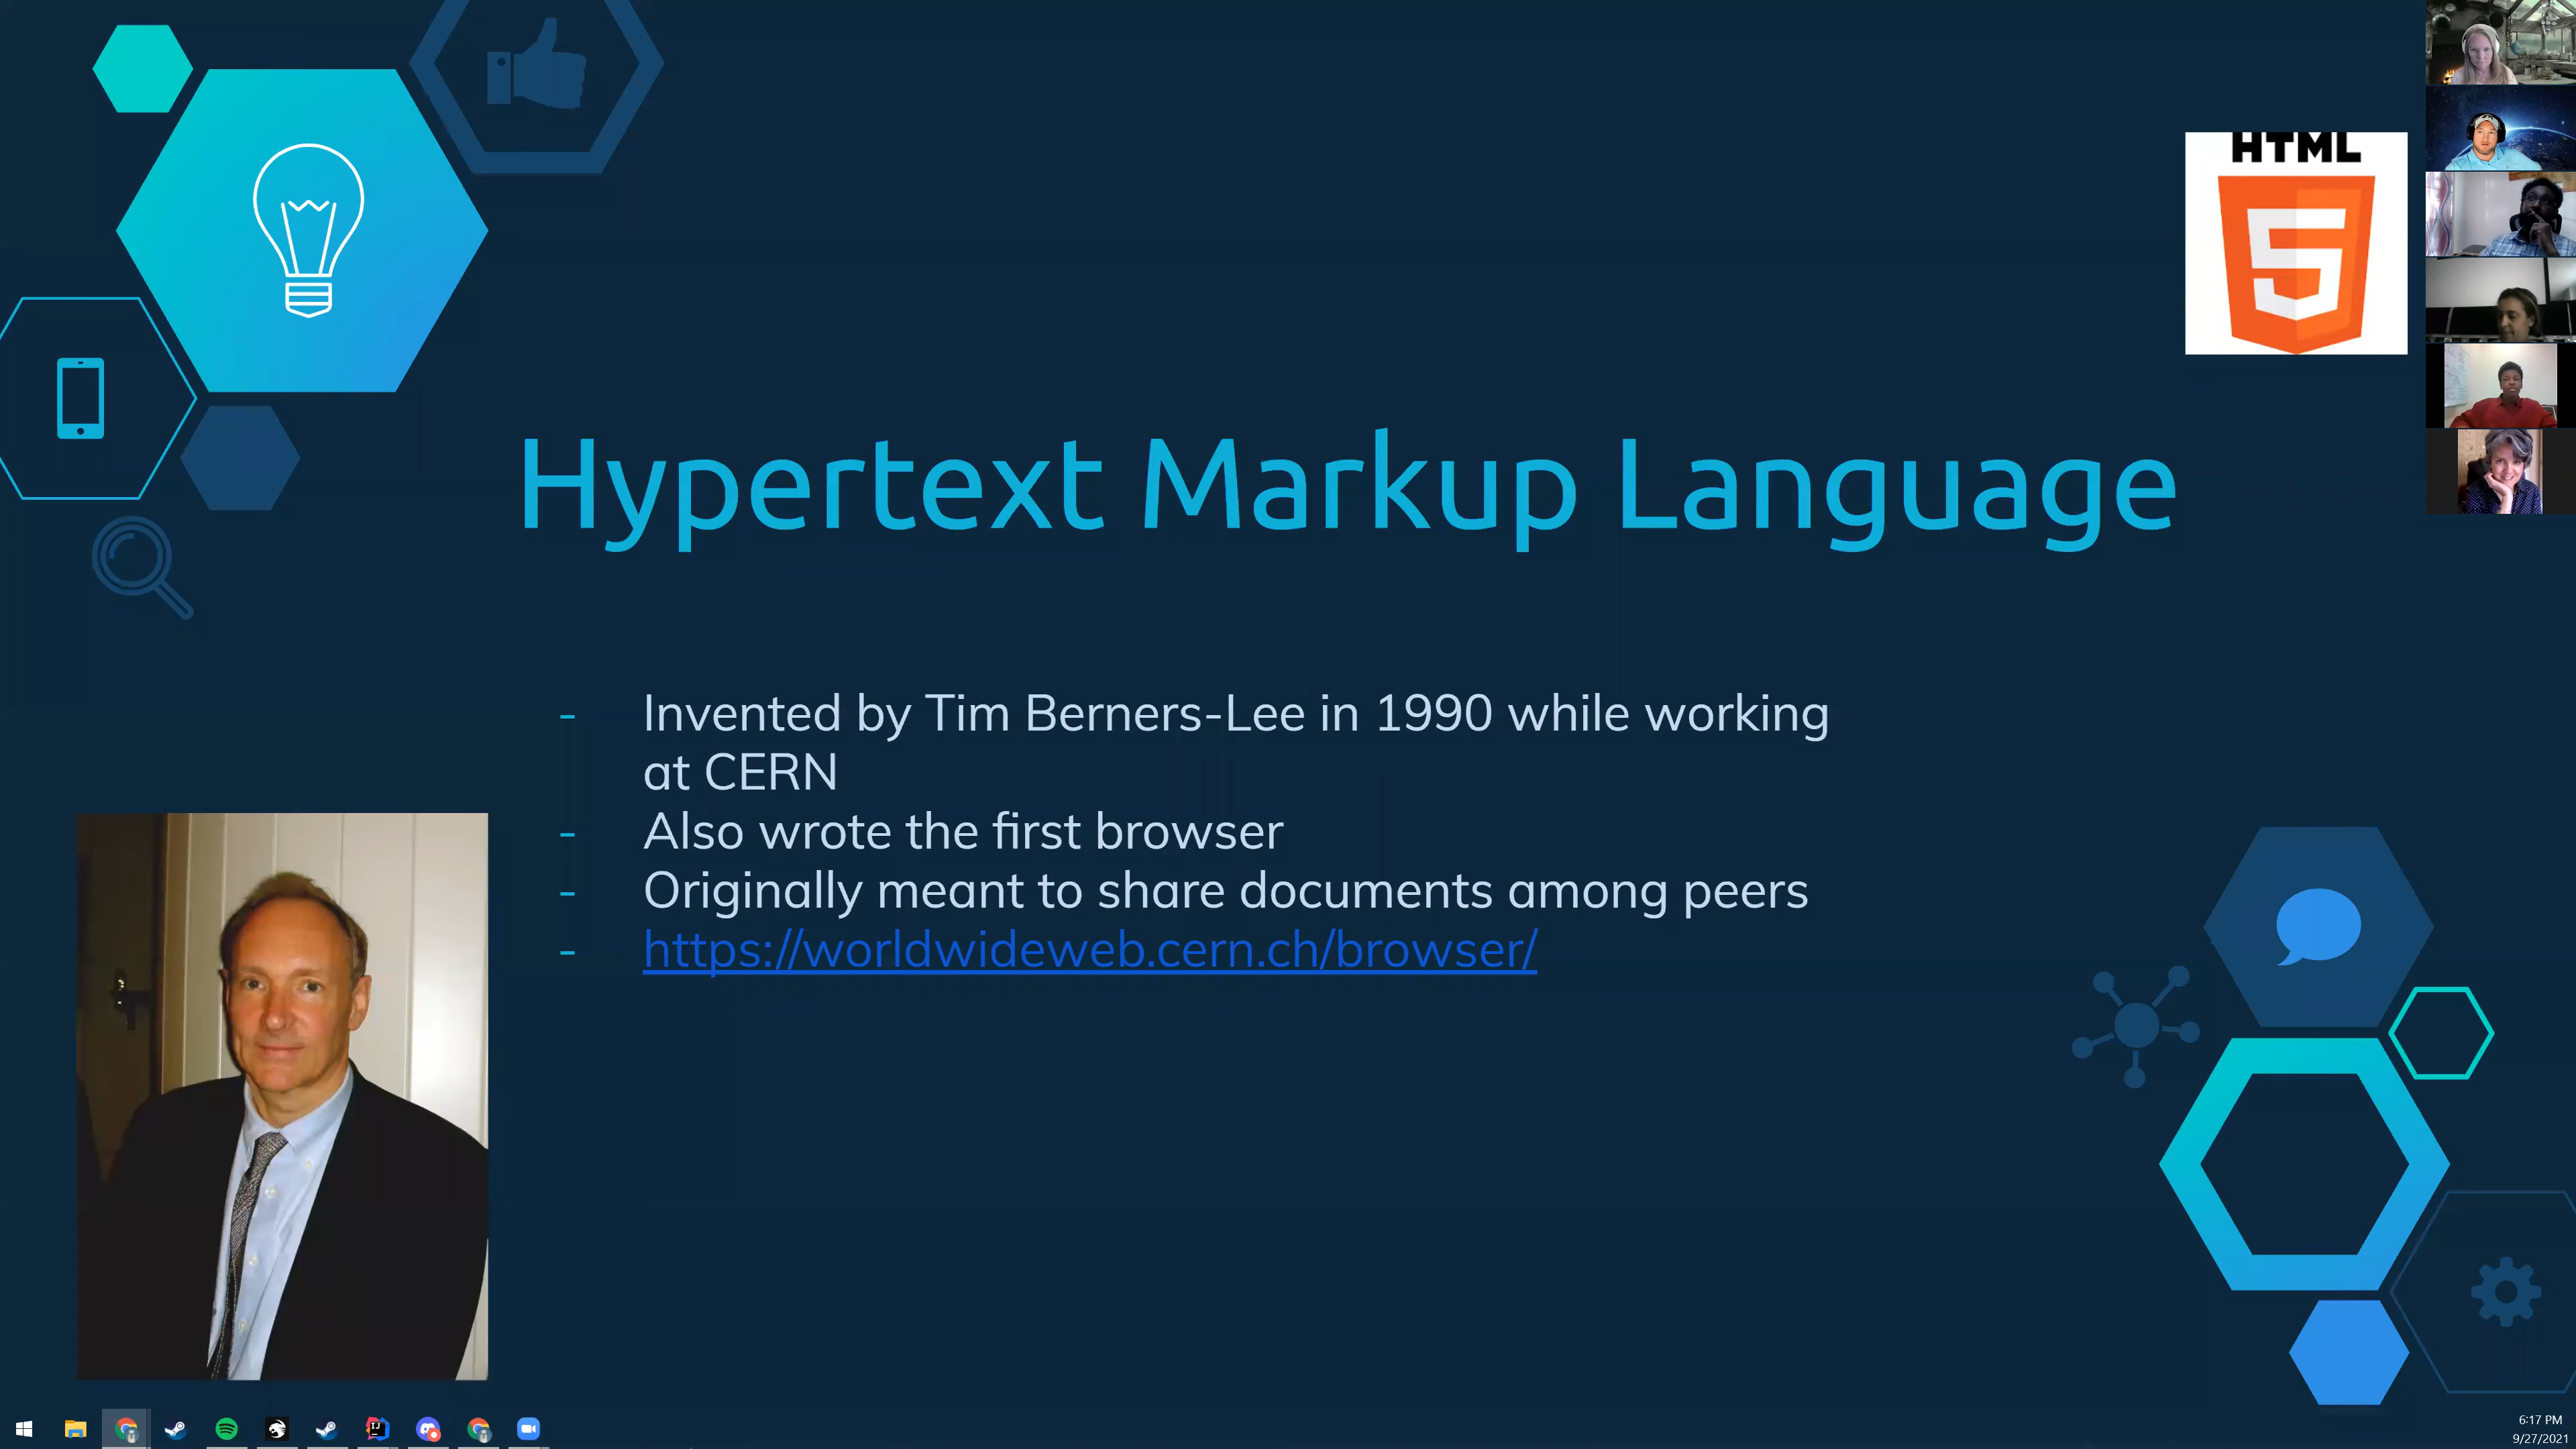 HTML
5
Hypertext Markup Language
- Invented by Tim Berners-Lee in 1990 while working
at CERN
- Also wrote the first browser
- Originally meant to share documents among peers
- https://worldwideweb.cern.ch/browser/
IJ
6:17 PM
9/27/2021